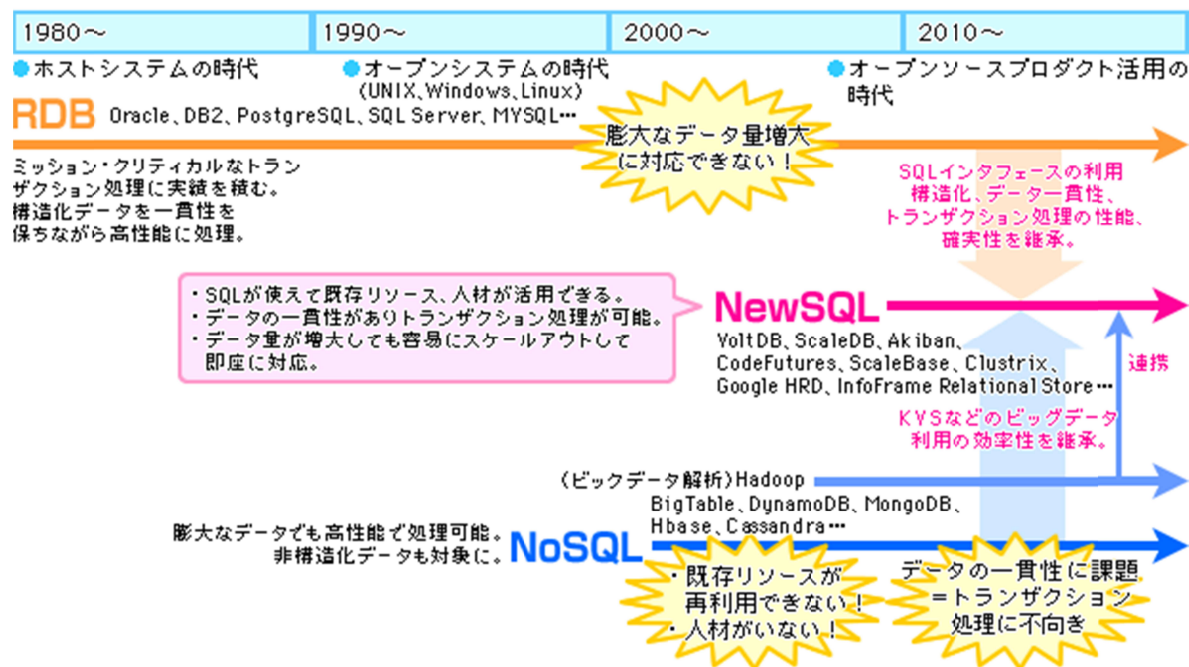 1980～
1990～
2000～
2010～
●ホストシステムの時代
●オープンシステムの時代
(UNIX、Windows、Linux)
●オープンソースプロダクト活用の
時代
RDB Oracle、DB2、PostgreSQL、SQL Server、MYSQL…
膨大なデータ量増大
に対応できない！
ミッション・クリティカルなトラン
ザクション処理に実績を積む。
構造化データを一貫性を
保ちながら高性能に処理。
SQLインタフェースの利用
構造化、データ一貫性、
トランザクション処理の性能、
確実性を継承。
・SQLが使えて既存リソース、人材が活用できる。
・データの一貫性がありトランザクション処理が可能。
・データ量が増大しても容易にスケールアウトして
即座に対応。
NewSQL
VoltDB、ScaleDB、Akiban、
CodeFutures、ScaleBase、Clustrix、
Google HRD、InfoFrame Relational Store…
連携
KVSなどのビッグデータ
利用の効率性を継承。
(ビックデータ解析)Hadoop
BigTable、DynamoDB、MongoDB、
Hbase、Cassandra…
膨大なデータでも高性能で処理可能。
非構造化データも対象に。
NoSQL
・既存リソースが
再利用できない！
・人材がいない！
データの一貫性に課題
＝トランザクション
処理に不向き